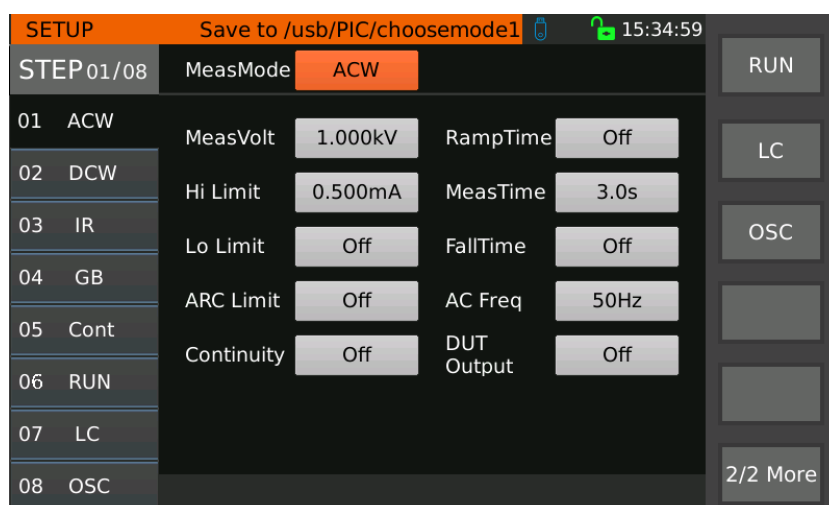 SETUP Save to /usb/PIC/choosemode1 15:34:59
STEP 01/08 MeasMode ACW
01 ACW
02 DCW
03 IR
04 GB
05 Cont
06 RUN
07 LC
08 OSC
MeasVolt 1.000kV RampTime Off
Hi Limit 0.500mA MeasTime 3.0s
Lo Limit Off FallTime Off
ARC Limit Off AC Freq 50Hz
Continuity Off DUT Output Off
RUN
LC
OSC
2/2 More